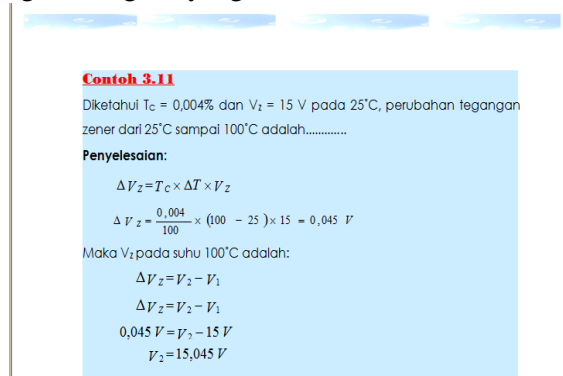 Contoh 3.11
Diketahui Tc = 0,004% dan Vz = 15 V pada 25°C, perubahan tegangan
zener dari 25°C sampai 100°C adalah.............
Penyelesaian:
ΔVz=Tc×ΔT×Vz
ΔVz = 0,004/100 × (100 - 25)× 15 = 0,045 V
Maka Vz pada suhu 100°C adalah:
ΔVz=V2−V1
ΔVz=V2−V1
0,045 V=V2−15 V
V2=15,045 V